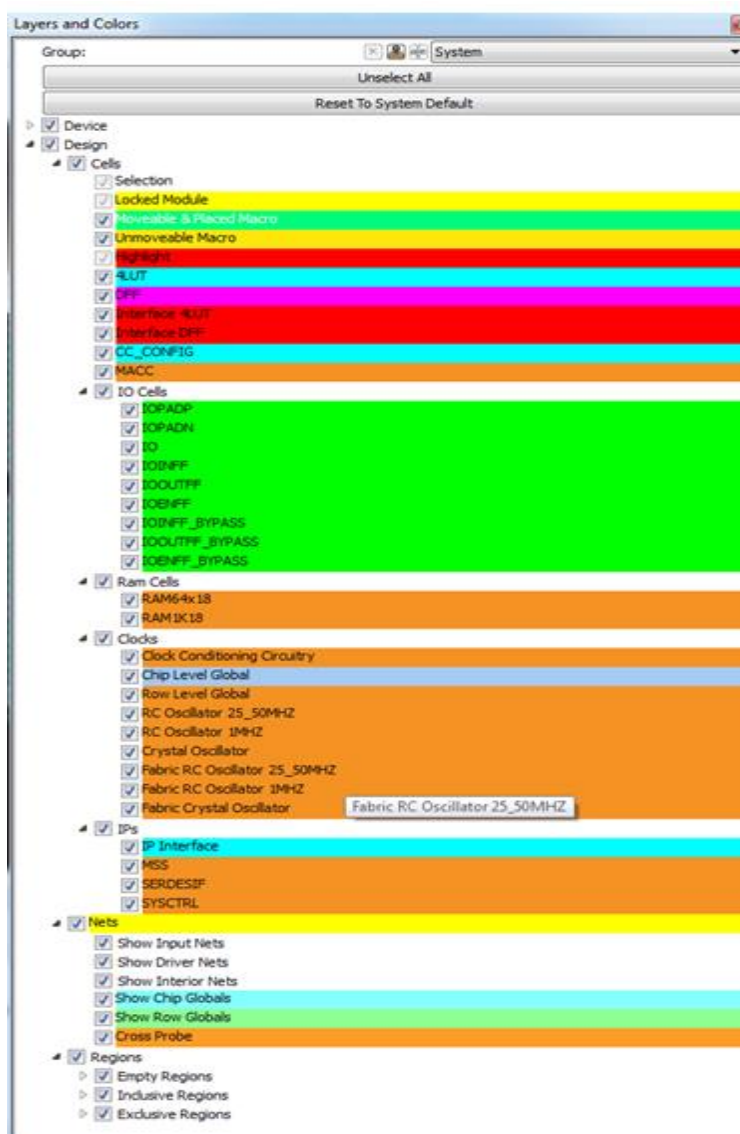 Layers and Colors
Group: System
Unselect All
Reset To System Default
Device
Design
Cells
Selection
Locked Module
Moveable & Placed Macro
Unmoveable Macro
Highlight
4LUT
DFF
Interface 4LUT
Interface DFF
CC_CONFIG
MACC
IO Cells
IOPADP
IOPADN
IO
IOINFF
IOOUTFF
IOENFF
IOINFF_BYPASS
IOOUTFF_BYPASS
IOENFF_BYPASS
Ram Cells
RAM64x18
RAM1K18
Clocks
Clock Conditioning Circuitry
Chip Level Global
Row Level Global
RC Oscillator 25_50MHZ
RC Oscillator 1MHZ
Crystal Oscillator
Fabric RC Oscillator 25_50MHZ
Fabric RC Oscillator 1MHZ
Fabric Crystal Oscillator Fabric RC Oscillator 25_50MHZ
IPs
IP Interface
MSS
SERDESIF
SYSCTRL
Nets
Show Input Nets
Show Driver Nets
Show Interior Nets
Show Chip Globals
Show Row Globals
Cross Probe
Regions
Empty Regions
Inclusive Regions
Exclusive Regions